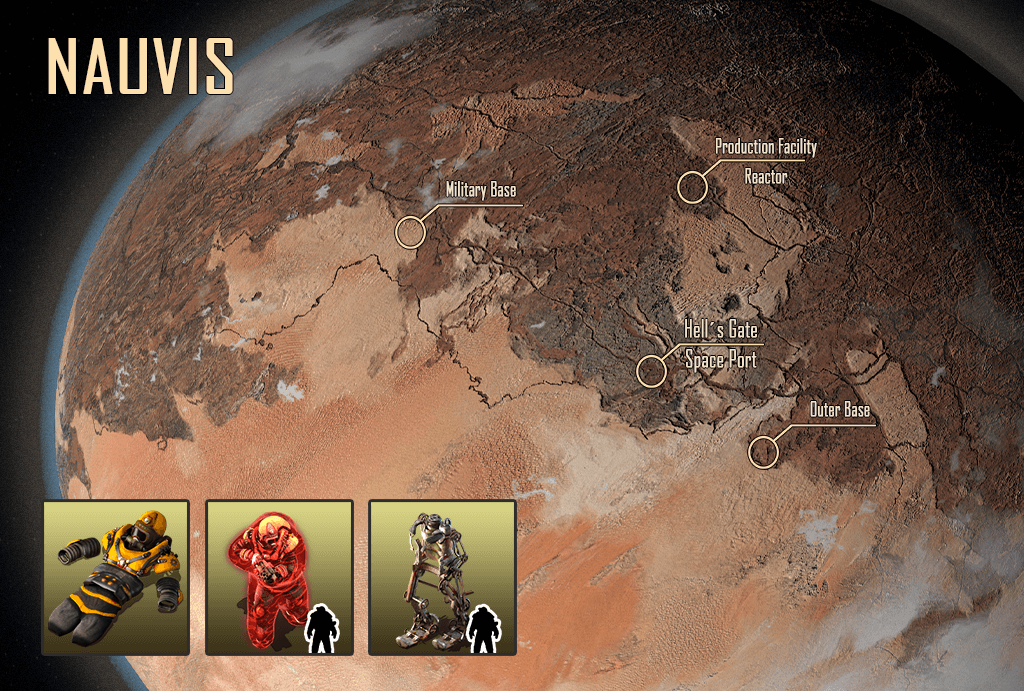 NAUVIS
Production Facility
Reactor
Military Base
Hell´s Gate
Space Port
Outer Base